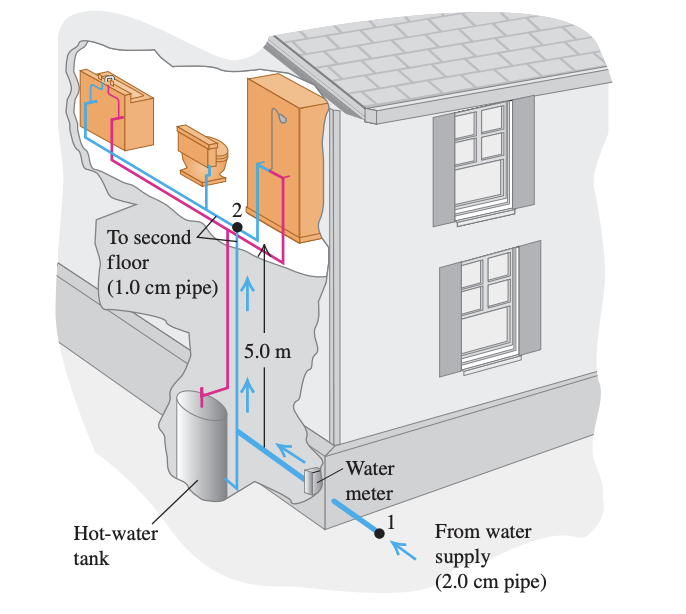 2
To second
floor
(1.0 cm pipe)
5.0 m
Water
meter
1
Hot-water
tank
From water
supply
(2.0 cm pipe)